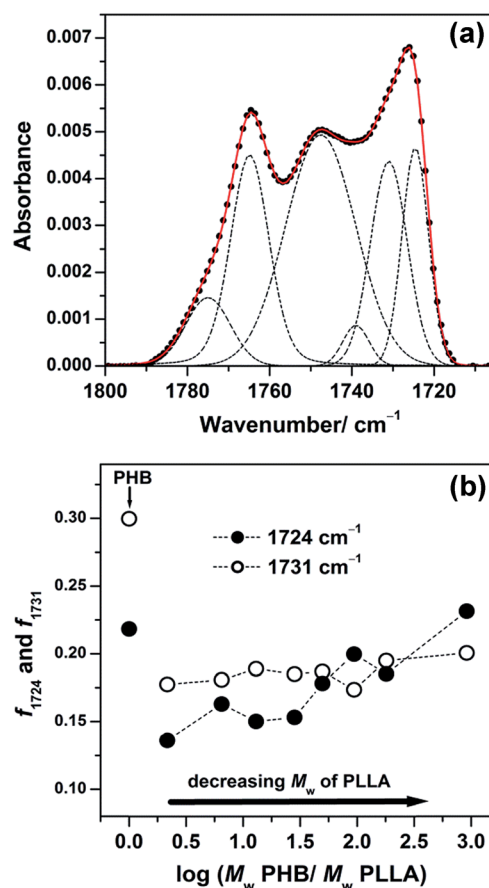 (a)
0.007
0.006
0.005
0.004
0.003
0.002
0.001
0.000
Absorbance
1800 1780 1760 1740 1720
Wavenumber/ cm⁻¹
(b)
PHB
1724 cm⁻¹
1731 cm⁻¹
0.30
0.25
0.20
0.15
0.10
f1724 and f1731
decreasing Mw of PLLA
0.0 0.5 1.0 1.5 2.0 2.5 3.0
log (Mw PHB/ Mw PLLA)